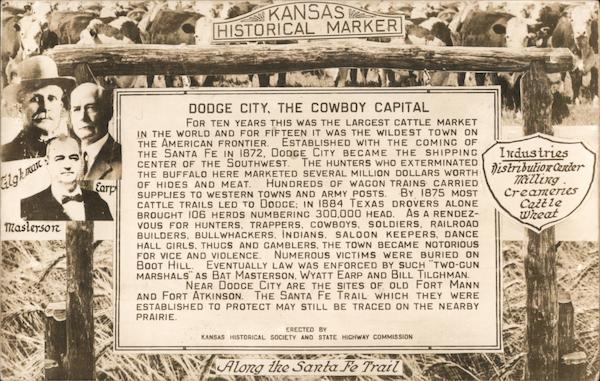 KANSAS
HISTORICAL MARKER
DODGE CITY, THE COWBOY CAPITAL
FOR TEN YEARS THIS WAS THE LARGEST CATTLE MARKET
IN THE WORLD AND FOR FIFTEEN IT WAS THE WILDEST TOWN ON
THE AMERICAN FRONTIER. ESTABLISHED WITH THE COMING OF
THE SANTA FE IN 1872, DODGE CITY BECAME THE SHIPPING
CENTER OF THE SOUTHWEST. THE HUNTERS WHO EXTERMINATED
THE BUFFALO HERE MARKETED SEVERAL MILLION DOLLARS WORTH
OF HIDES AND MEAT. HUNDREDS OF WAGON TRAINS CARRIED
SUPPLIES TO WESTERN TOWNS AND ARMY POSTS. BY 1875 MOST
CATTLE TRAILS LED TO DODGE; IN 1884 TEXAS DROVERS ALONE
BROUGHT 106 HERDS NUMBERING 300,000 HEAD. AS A RENDEZ-
VOUS FOR HUNTERS, TRAPPERS, COWBOYS, SOLDIERS, RAILROAD
BUILDERS, BULLWHACKERS, INDIANS, SALOON KEEPERS, DANCE
HALL GIRLS, THUGS AND GAMBLERS, THE TOWN BECAME NOTORIOUS
FOR VICE AND VIOLENCE. NUMEROUS VICTIMS WERE BURIED ON
BOOT HILL. EVENTUALLY LAW WAS ENFORCED BY SUCH "TWO-GUN
MARSHALS" AS BAT MASTERSON, WYATT EARP AND BILL TILGHMAN.
NEAR DODGE CITY ARE THE SITES OF OLD FORT MANN
AND FORT ATKINSON. THE SANTA FE TRAIL WHICH THEY WERE
ESTABLISHED TO PROTECT MAY STILL BE TRACED ON THE NEARBY
PRAIRIE.
ERECTED BY
KANSAS HISTORICAL SOCIETY AND STATE HIGHWAY COMMISSION
Tilghman
Earp
Masterson
Industries
Distribution Center
Milling
Creameries
Cattle
Wheat
Along the Santa Fe Trail